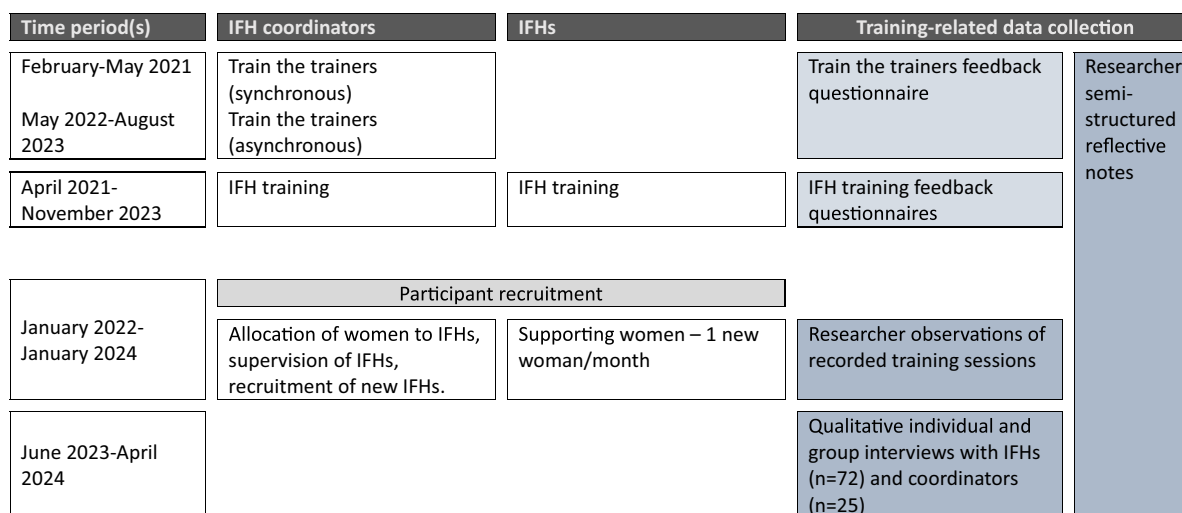 Time period(s)
IFH coordinators
IFHs
Training-related data collection
February-May 2021
May 2022-August
2023
Train the trainers
(synchronous)
Train the trainers
(asynchronous)
Train the trainers feedback
questionnaire
Researcher
semi-
structured
reflective
notes
April 2021-
November 2023
IFH training
IFH training
IFH training feedback
questionnaires
January 2022-
January 2024
Participant recruitment
Allocation of women to IFHs,
supervision of IFHs,
recruitment of new IFHs.
Supporting women – 1 new
woman/month
Researcher observations of
recorded training sessions
June 2023-April
2024
Qualitative individual and
group interviews with IFHs
(n=72) and coordinators
(n=25)